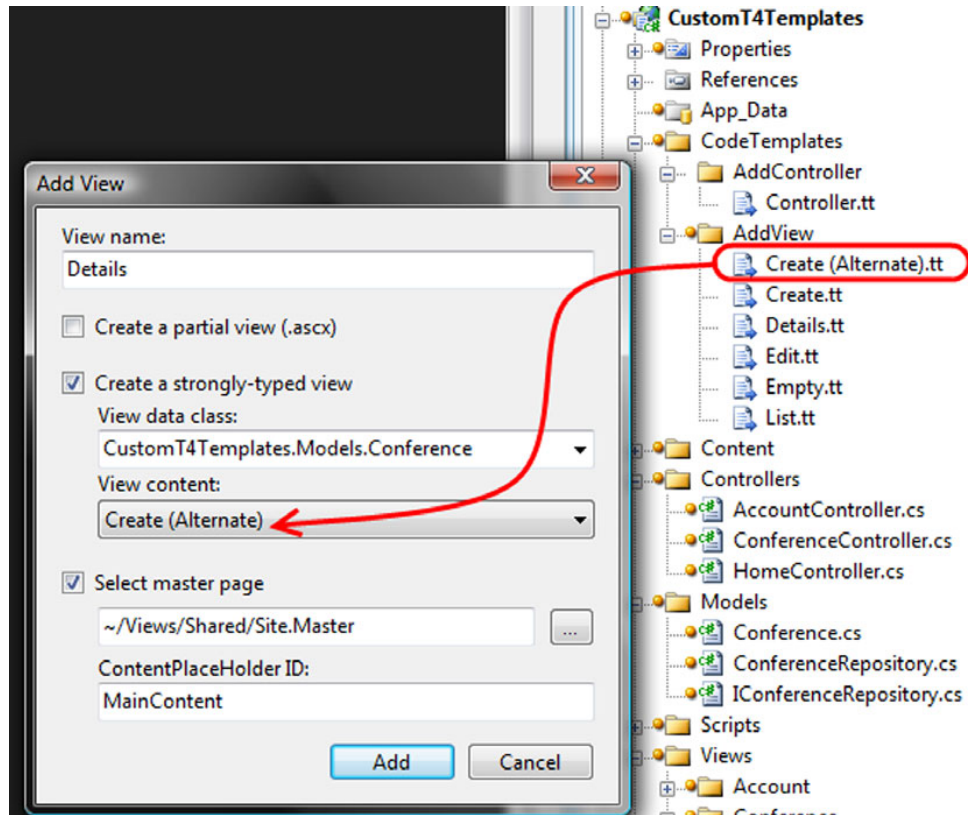 Add View
View name:
Details
Create a partial view (.ascx)
Create a strongly-typed view
View data class:
CustomT4Templates.Models.Conference
View content:
Create (Alternate)
Select master page
~/Views/Shared/Site.Master
...
ContentPlaceHolder ID:
MainContent
Add
Cancel
CustomT4Templates
Properties
References
App_Data
CodeTemplates
AddController
Controller.tt
AddView
Create (Alternate).tt
Create.tt
Details.tt
Edit.tt
Empty.tt
List.tt
Content
Controllers
AccountController.cs
ConferenceController.cs
HomeController.cs
Models
Conference.cs
ConferenceRepository.cs
IConferenceRepository.cs
Scripts
Views
Account